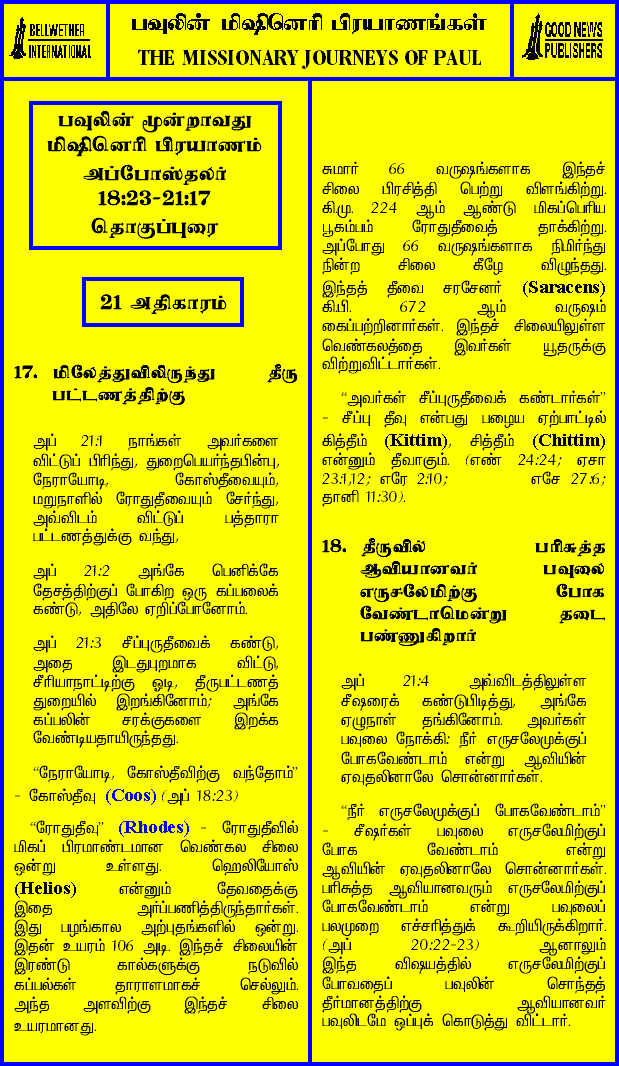 BELLWETHER
INTERNATIONAL
பவுலின் மிஷினெரி பிரயாணங்கள்
THE MISSIONARY JOURNEYS OF PAUL
GOOD NEWS
PUBLISHERS
பவுலின் மூன்றாவது
மிஷினெரி பிரயாணம்
அப்போஸ்தலர்
18:23-21:17
தொகுப்புரை
21 அதிகாரம்
17. மிலேத்துவிலிருந்து தீரு
பட்டணத்திற்கு
அப் 21:1 நாங்கள் அவர்களை
விட்டுப் பிரிந்து, துறைபெயர்ந்தபின்பு,
நேராயோடி, கோஸ்தீவையும்,
மறுநாளில் ரோதுதீவையும் சேர்ந்து,
அவ்விடம் விட்டுப் பத்தாரா
பட்டணத்துக்கு வந்து,
அப் 21:2 அங்கே பெனிக்கே
தேசத்திற்குப் போகிற ஒரு கப்பலைக்
கண்டு, அதிலே ஏறிப்போனோம்.
அப் 21:3 சீப்புருதீவைக் கண்டு,
அதை இடதுபுறமாக விட்டு,
சீரியாநாட்டிற்கு ஓடி, தீருபட்டணத்
துறையில் இறங்கினோம்; அங்கே
கப்பலின் சரக்குகளை இறக்க
வேண்டியதாயிருந்தது.
“நேராயோடி, கோஸ்தீவிற்கு வந்தோம்”
- கோஸ்தீவு (Coos) (அப் 18:23)
“ரோதுதீவு” (Rhodes) - ரோதுதீவில்
மிகப் பிரமாண்டமான வெண்கல சிலை
ஒன்று உள்ளது. ஹெலியோஸ்
(Helios) என்னும் தேவதைக்கு
இதை அர்ப்பணித்திருந்தார்கள்.
இது பழங்கால அற்புதங்களில் ஒன்று.
இதன் உயரம் 106 அடி. இந்தச் சிலையின்
இரண்டு கால்களுக்கு நடுவில்
கப்பல்கள் தாராளமாகச் செல்லும்.
அந்த அளவிற்கு இந்தச் சிலை
உயரமானது.
சுமார் 66 வருஷங்களாக இந்தச்
சிலை பிரசித்தி பெற்று விளங்கிற்று.
கி.மு. 224 ஆம் ஆண்டு மிகப்பெரிய
பூகம்பம் ரோதுதீவைத் தாக்கிற்று.
அப்போது 66 வருஷங்களாக நிமிர்ந்து
நின்ற சிலை கீழே விழுந்தது.
இந்தத் தீவை சரசேனர் (Saracens)
கி.பி. 672 ஆம் வருஷம்
கைப்பற்றினார்கள். இந்தச் சிலையிலுள்ள
வெண்கலத்தை இவர்கள் யூதருக்கு
விற்றுவிட்டார்கள்.
“அவர்கள் சீப்புருதீவைக் கண்டார்கள்”
- சீப்பு தீவு என்பது பழைய ஏற்பாட்டில்
கித்தீம் (Kittim), சித்தீம் (Chittim)
என்னும் தீவாகும். (எண் 24:24; ஏசா
23:1,12; எரே 2:10; எசே 27:6;
தானி 11:30).
18. தீருவில் பரிசுத்த
ஆவியானவர் பவுலை
எருசலேமிற்கு போக
வேண்டாமென்று தடை
பண்ணுகிறார்
அப் 21:4 அவ்விடத்திலுள்ள
சீஷரைக் கண்டுபிடித்து, அங்கே
ஏழுநாள் தங்கினோம். அவர்கள்
பவுலை நோக்கி: நீர் எருசலேமுக்குப்
போகவேண்டாம் என்று ஆவியின்
ஏவுதலினாலே சொன்னார்கள்.
“நீர் எருசலேமுக்குப் போகவேண்டாம்”
- சீஷர்கள் பவுலை எருசலேமிற்குப்
போக வேண்டாம் என்று
ஆவியின் ஏவுதலினாலே சொன்னார்கள்.
பரிசுத்த ஆவியானவரும் எருசலேமிற்குப்
போகவேண்டாம் என்று பவுலைப்
பலமுறை எச்சரித்துக் கூறியிருக்கிறார்.
(அப் 20:22-23) ஆனாலும்
இந்த விஷயத்தில் எருசலேமிற்குப்
போவதைப் பவுலின் சொந்தத்
தீர்மானத்திற்கு ஆவியானவர்
பவுலிடமே ஒப்புக் கொடுத்து விட்டார்.